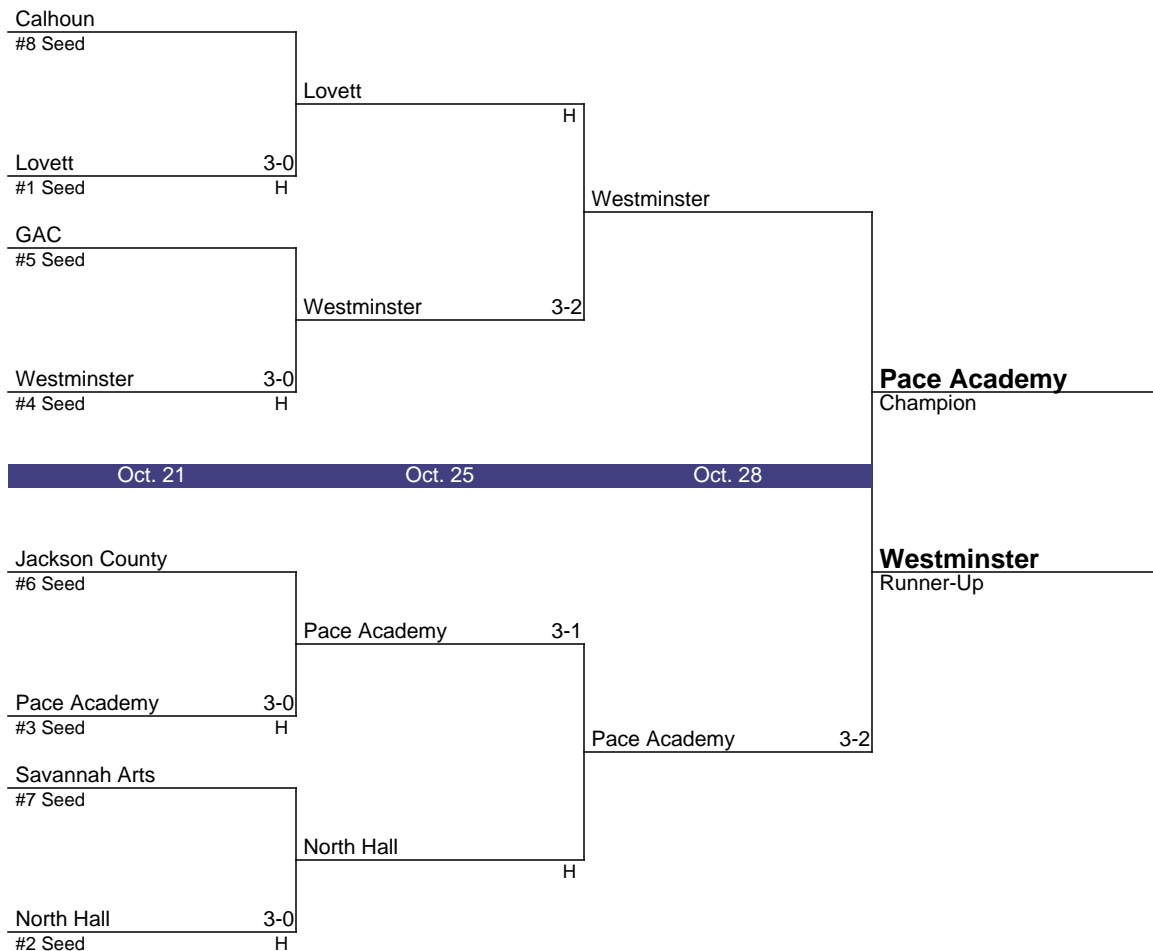 Calhoun
#8 Seed
Lovett
H
Lovett 3-0
#1 Seed H
Westminster
GAC
#5 Seed
Westminster 3-2
Westminster 3-0
#4 Seed H
Pace Academy
Champion
Oct. 21 Oct. 25 Oct. 28
Jackson County
#6 Seed
Westminster
Runner-Up
Pace Academy 3-1
Pace Academy 3-0
#3 Seed H
Pace Academy 3-2
Savannah Arts
#7 Seed
North Hall
H
North Hall 3-0
#2 Seed H